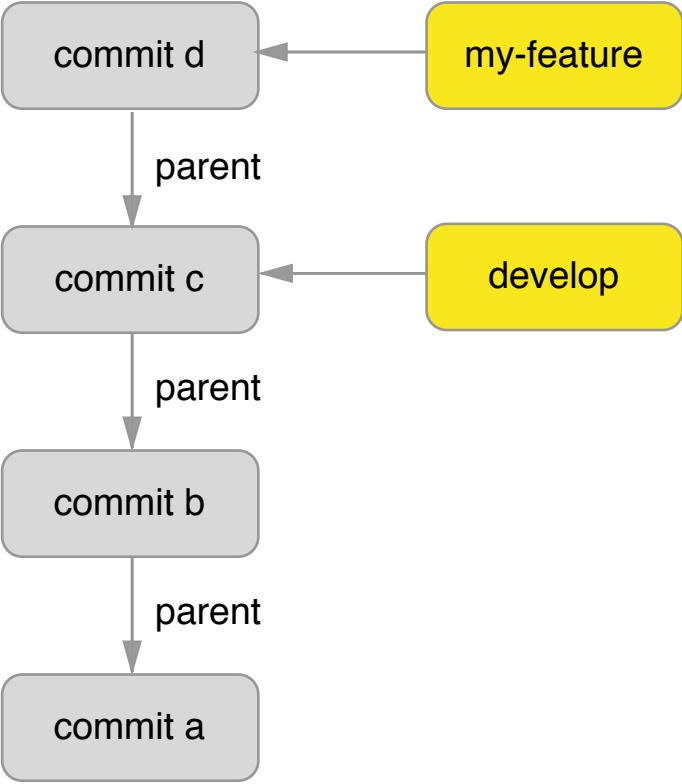 commit d
my-feature
parent
commit c
develop
parent
commit b
parent
commit a